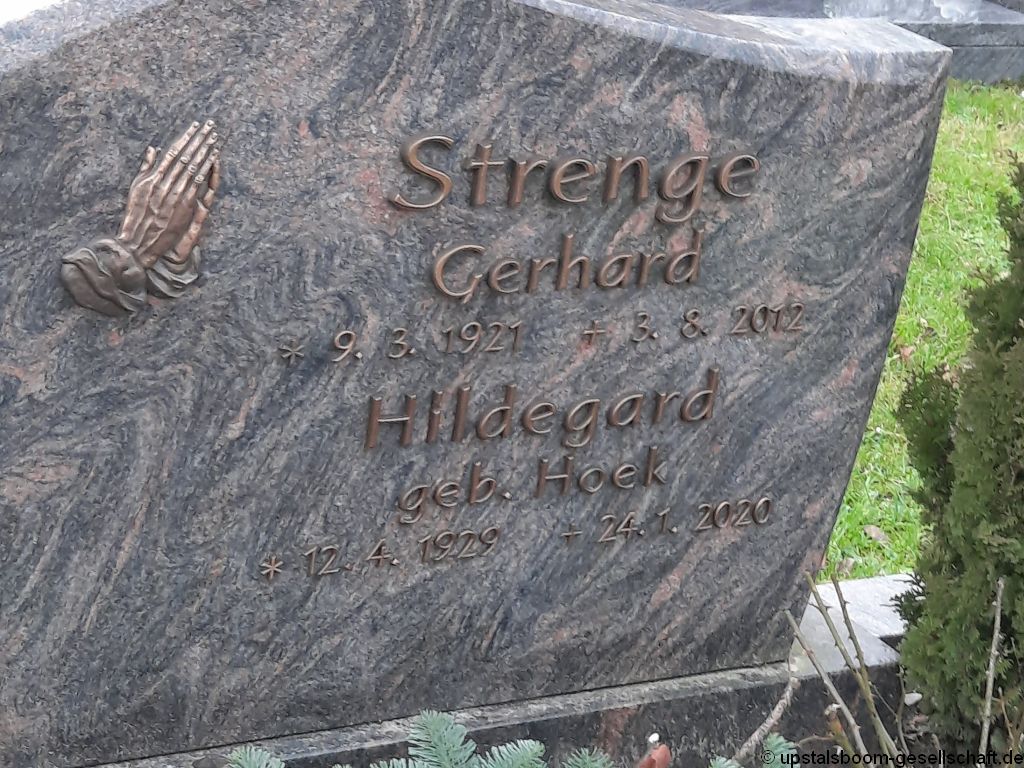 Strenge
Gerhard
* 9. 3. 1921 + 3. 8. 2012
Hildegard
geb. Hoek
* 12. 4. 1929 + 24. 1. 2020
© upstalsboom-gesellschaft.de